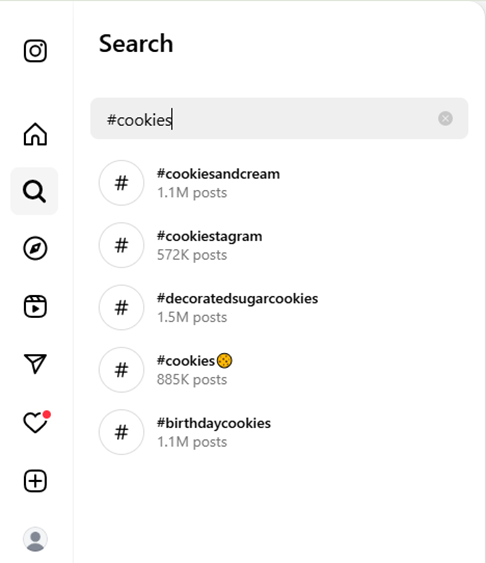 Search
#cookies
#cookiesandcream
1.1M posts
#cookiestagram
572K posts
#decoratedsugarcookies
1.5M posts
#cookies🍪
885K posts
#birthdaycookies
1.1M posts